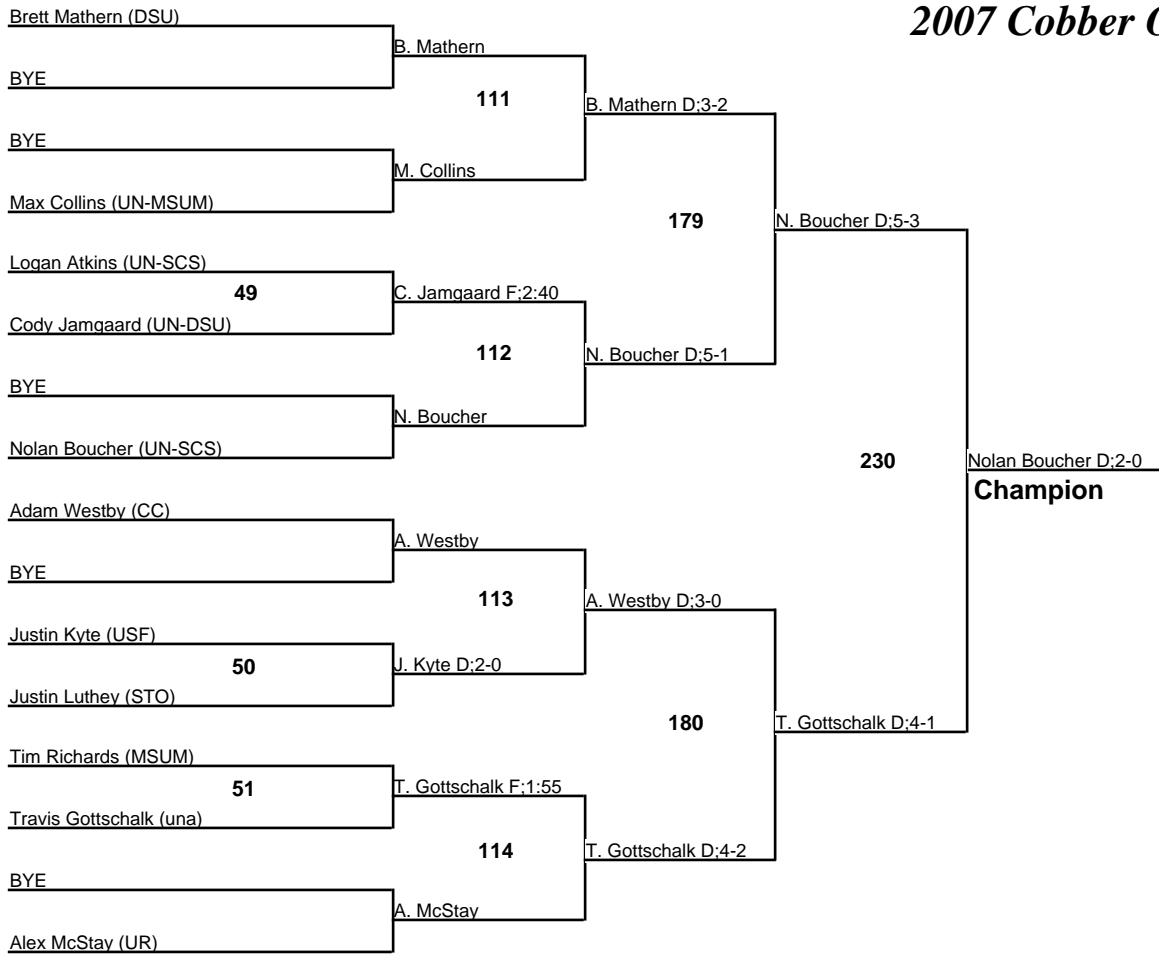 2007 Cobber
Brett Mathern (DSU)
B. Mathern
BYE
111
B. Mathern D;3-2
BYE
M. Collins
Max Collins (UN-MSUM)
179
N. Boucher D;5-3
Logan Atkins (UN-SCS)
49
C. Jamgaard F;2:40
Cody Jamgaard (UN-DSU)
112
N. Boucher D;5-1
BYE
N. Boucher
Nolan Boucher (UN-SCS)
230
Nolan Boucher D;2-0
Champion
Adam Westby (CC)
A. Westby
BYE
113
A. Westby D;3-0
Justin Kyte (USF)
50
J. Kyte D;2-0
Justin Luthey (STO)
180
T. Gottschalk D;4-1
Tim Richards (MSUM)
51
T. Gottschalk F;1:55
Travis Gottschalk (una)
114
T. Gottschalk D;4-2
BYE
A. McStay
Alex McStay (UR)